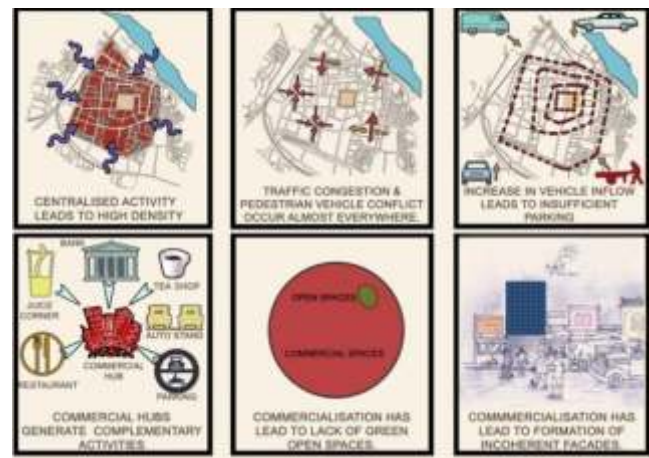 CENTRALISED ACTIVITY
LEADS TO HIGH DENSITY
TRAFFIC CONGESTION &
PEDESTRIAN VEHICLE CONFLICT
OCCUR ALMOST EVERYWHERE.
INCREASE IN VEHICLE INFLOW
LEADS TO INSUFFICIENT
PARKING
BANK
JUICE
CORNER
TEA SHOP
AUTO STAND
COMMERCIAL
HUB
RESTAURANT
PARKING
COMMERCIAL HUBS
GENERATE COMPLEMENTARY
ACTIVITIES
OPEN SPACES
COMMERCIAL SPACES
COMMERCIALISATION HAS
LEAD TO LACK OF GREEN
OPEN SPACES.
COMMMERCIALISATION HAS
LEAD TO FORMATION OF
INCOHERENT FACADES.